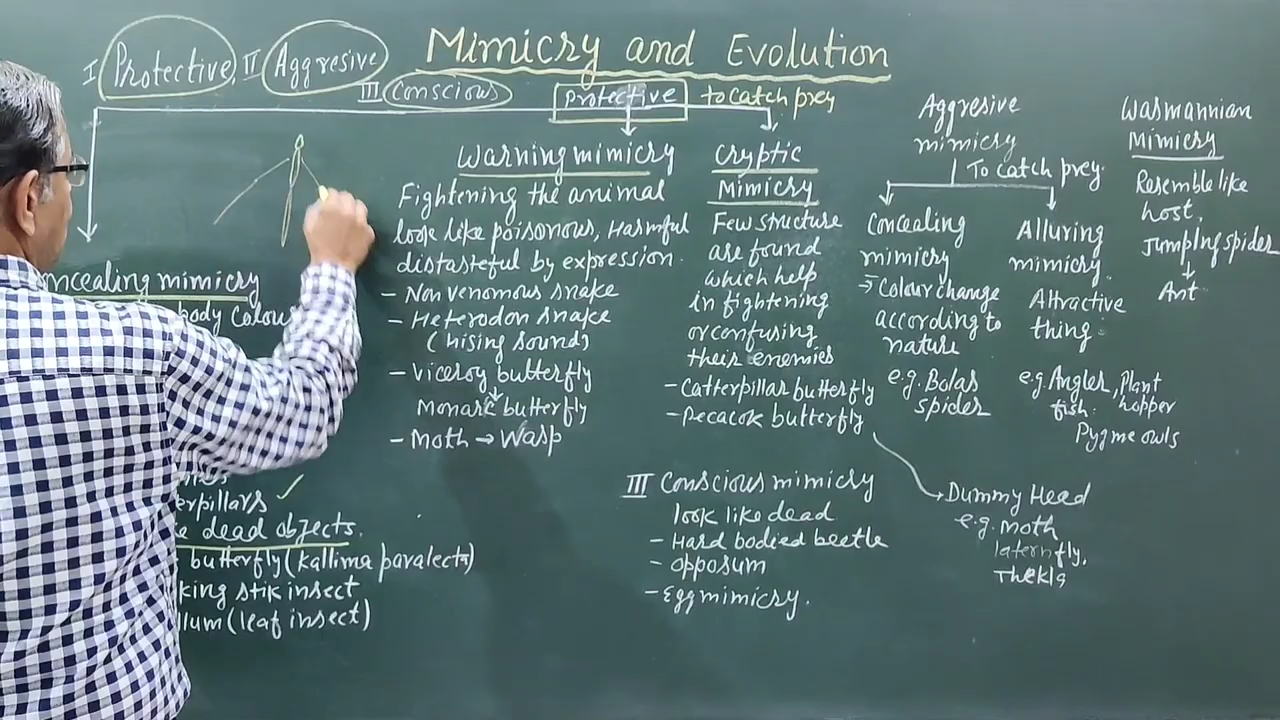 Mimicry and Evolution
I Protective, II Aggresive
III Conscious
protective
to catch prey
ncealing mimicry
body Colou
erpillars ✓
dead objects.
butterfly (Kallima paralecta)
king stik insect
llum (leaf insect)
Warning mimicry
Fightening the animal
look like poisonous, Harmful
distasteful by expression.
- Non venomous snake
- Heterodon snake
(hising sound)
- Viceroy butterfly
↓
Monark butterfly
- Moth → Wasp
Cryptic
Mimicry
Few structure
are found
which help
in fightening
or confusing
their enemies
- Catterpillar butterfly
- Pecacok butterfly
III Conscious mimicry
look like dead
- Hard bodied beetle
- opposum
- Egg mimicry.
Aggresive
mimicry
To catch prey.
Concealing
mimicry
Colour change
according to
nature
e.g. Bolas
spider
Alluring
mimicry.
Attractive
thing.
e.g. Angler, Plant
fish. hopper
Pygme owls
Dummy Head
e.g. moth
latern fly,
Thekla
Wasmannian
Mimicry
Resemble like
host.
Jumping spider
↓
Ant